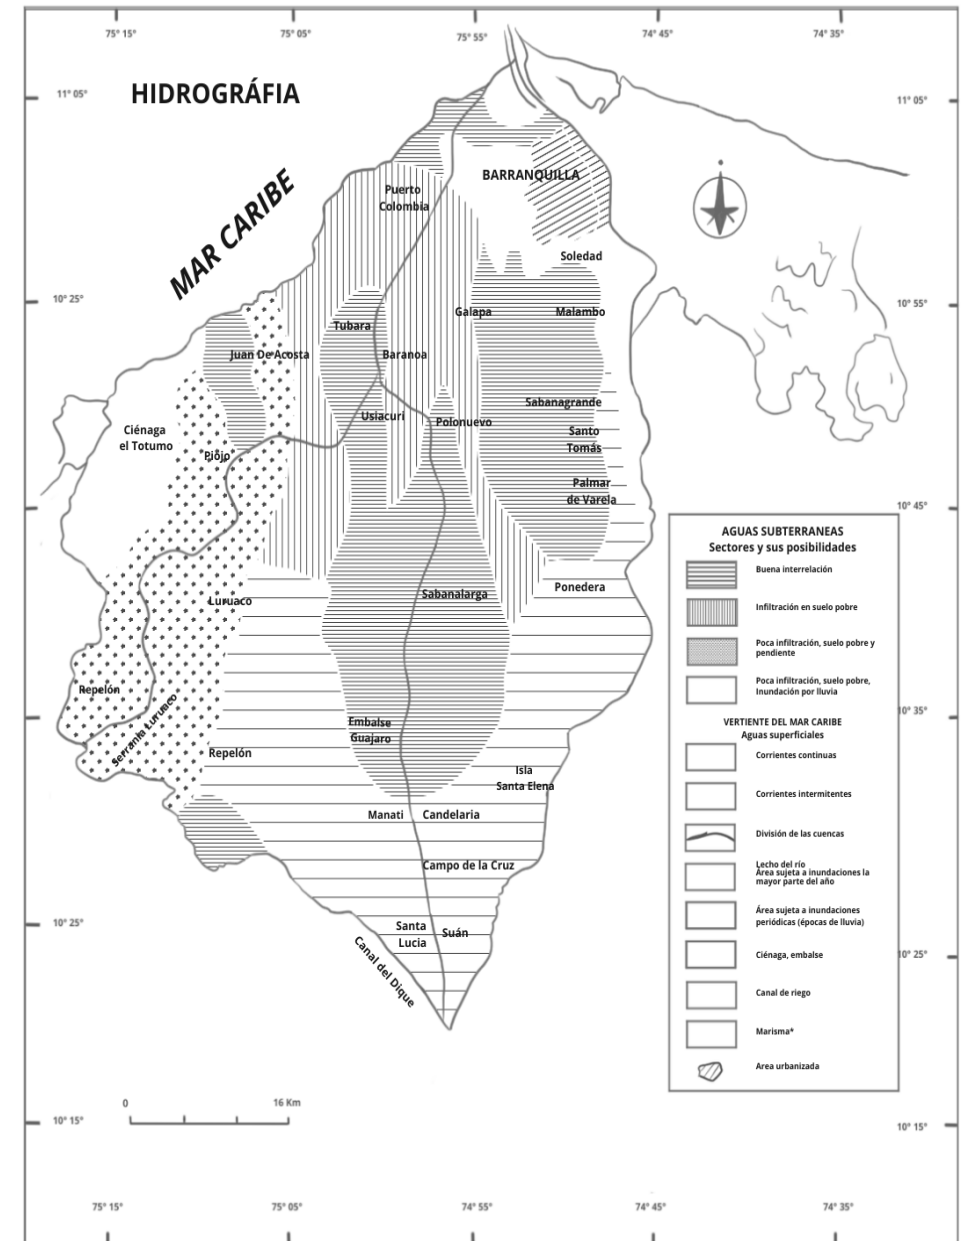 75° 15°
75° 05°
75° 55°
74° 45°
74° 35°
11° 05°
HIDROGRÁFIA
11° 05°
BARRANQUILLA
Puerto
Colombia
MAR CARIBE
Soledad
10° 25°
10° 55°
Galapa
Malambo
Tubara
Juan De Acosta
Baranoa
Sabanagrande
Usiacuri
Polonuevo
Ciénaga
el Totumo
Santo
Tomás
Piojo
Palmar
de Varela
10° 45°
AGUAS SUBTERRANEAS
Sectores y sus posibilidades
Buena interrelación
Infiltración en suelo pobre
Poca infiltración, suelo pobre y
pendiente
Poca infiltración, suelo pobre,
Inundación por lluvia
VERTIENTE DEL MAR CARIBE
Aguas superficiales
Corrientes continuas
Corrientes intermitentes
División de las cuencas
Lecho del río
Área sujeta a inundaciones la
mayor parte del año
Área sujeta a inundaciones
periódicas (épocas de lluvia)
Ciénaga, embalse
Canal de riego
Marisma*
Area urbanizada
Ponedera
Sabanalarga
Luruaco
Repelón
Serranía Luruaco
10° 35°
Embalse
Guajaro
Repelón
Isla
Santa Elena
Manati
Candelaria
Campo de la Cruz
10° 25°
Santa
Lucia
Suán
Canal del Dique
10° 25°
0
16 Km
10° 15°
10° 15°
75° 15°
75° 05°
74° 55°
74° 45°
74° 35°